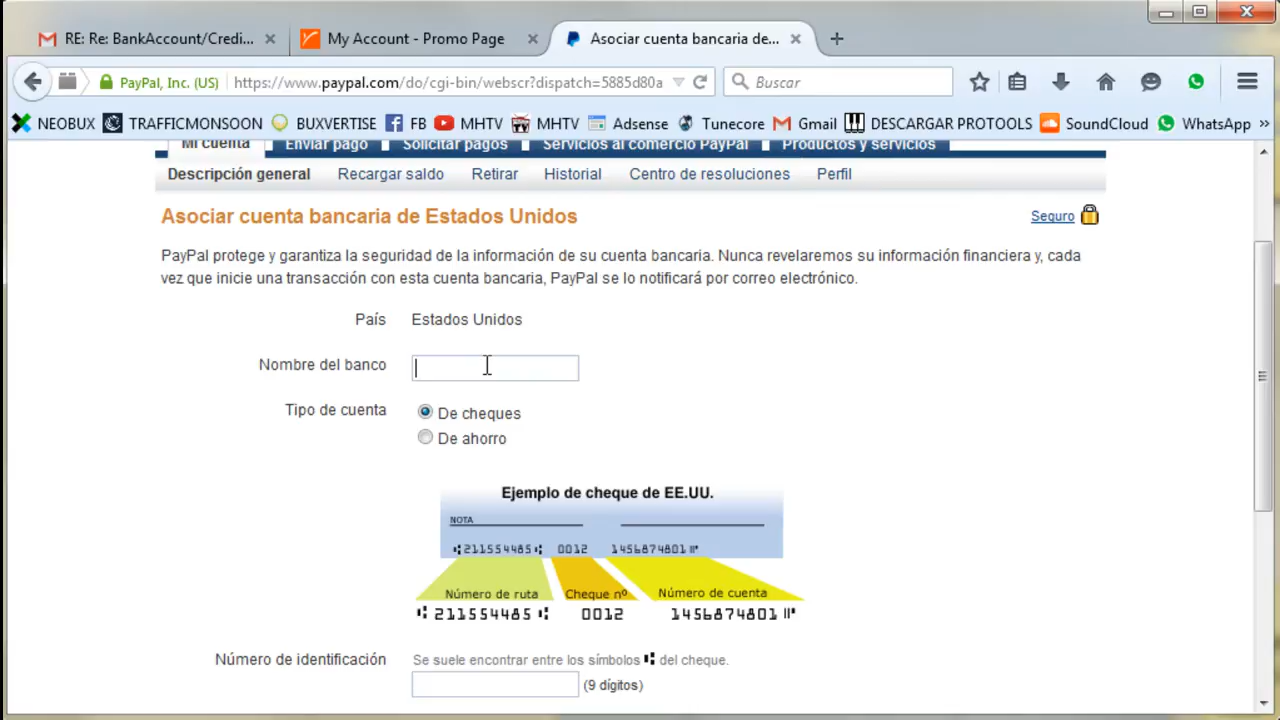 RE: Re: BankAccount/Credi...
My Account - Promo Page
Asociar cuenta bancaria de...
PayPal, Inc. (US)
https://www.paypal.com/do/cgi-bin/webscr?dispatch=5885d80a
Buscar
NEOBUX
TRAFFICMONSOON
BUXVERTISE
FB
MHTV
MHTV
Adsense
Tunecore
Gmail
DESCARGAR PROTOOLS
SoundCloud
WhatsApp
»
Mi cuenta
Enviar pago
Solicitar pagos
Servicios al comercio PayPal
Productos y servicios
Descripción general
Recargar saldo
Retirar
Historial
Centro de resoluciones
Perfil
Asociar cuenta bancaria de Estados Unidos
Seguro
PayPal protege y garantiza la seguridad de la información de su cuenta bancaria. Nunca revelaremos su información financiera y, cada
vez que inicie una transacción con esta cuenta bancaria, PayPal se lo notificará por correo electrónico.
País
Estados Unidos
Nombre del banco
Tipo de cuenta
De cheques
De ahorro
Ejemplo de cheque de EE.UU.
NOTA
⑆211554485⑆ 0012 1456874801⑈
Número de ruta
Cheque nº
Número de cuenta
⑆211554485⑆ 0012 1456874801⑈
Número de identificación
Se suele encontrar entre los símbolos ⑆ del cheque.
(9 dígitos)